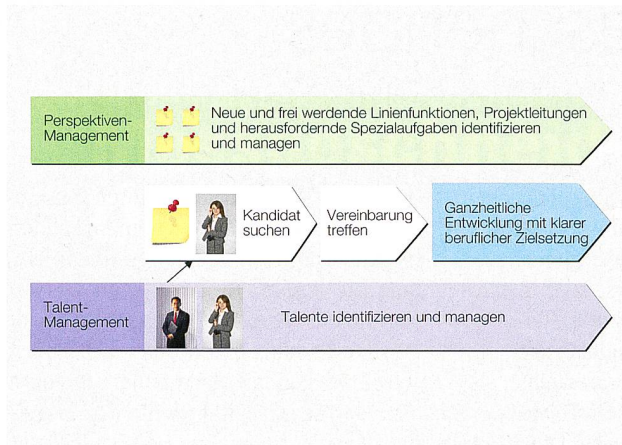 Perspektiven-
Management
Neue und frei werdende Linienfunktionen, Projektleitungen
und herausfordernde Spezialaufgaben identifizieren
und managen
Kandidat
suchen
Vereinbarung
treffen
Ganzheitliche
Entwicklung mit klarer
beruflicher Zielsetzung
Talent-
Management
Talente identifizieren und managen